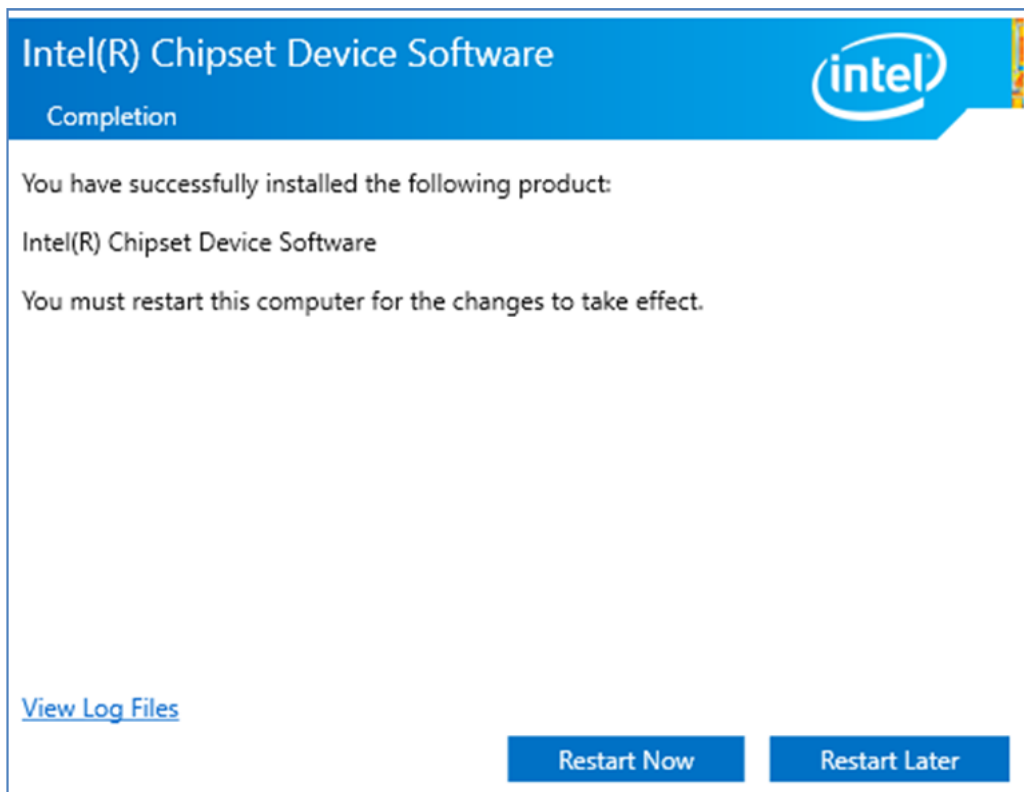 Intel(R) Chipset Device Software
intel
Completion
You have successfully installed the following product:
Intel(R) Chipset Device Software
You must restart this computer for the changes to take effect.
View Log Files
Restart Now
Restart Later